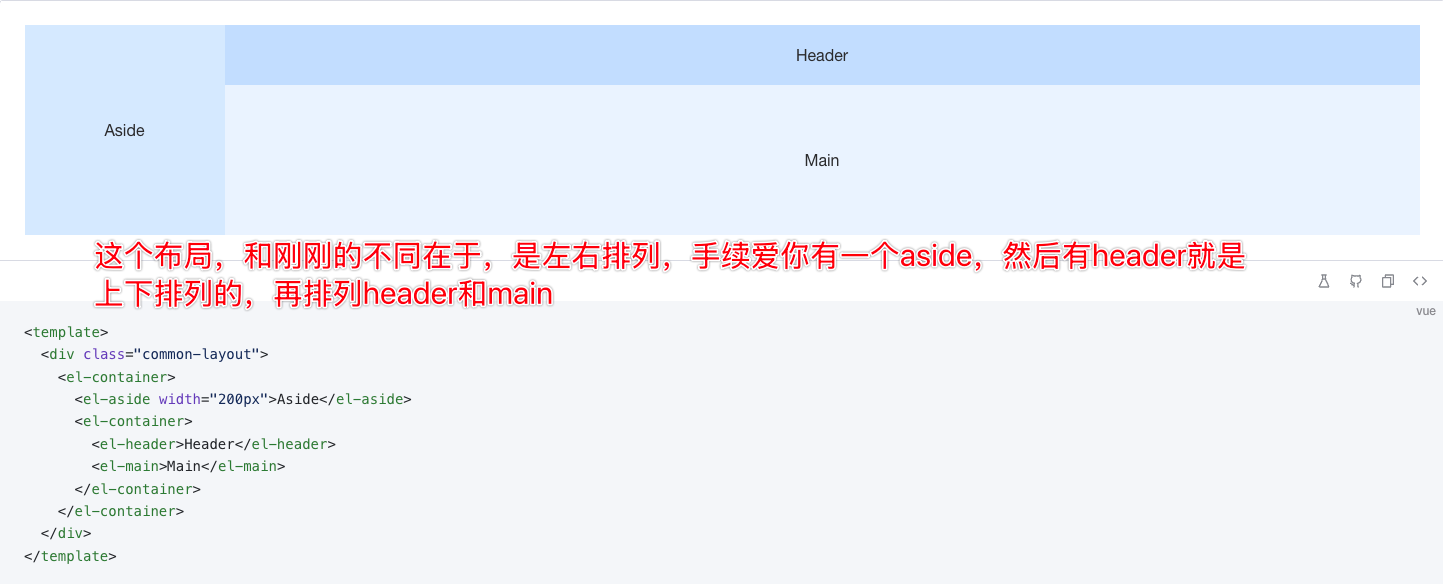 Header
Aside
Main
这个布局，和刚刚的不同在于，是左右排列，手续爱你有一个aside，然后有header就是
上下排列的，再排列header和main
vue
<template>
  <div class="common-layout">
    <el-container>
      <el-aside width="200px">Aside</el-aside>
      <el-container>
        <el-header>Header</el-header>
        <el-main>Main</el-main>
      </el-container>
    </el-container>
  </div>
</template>